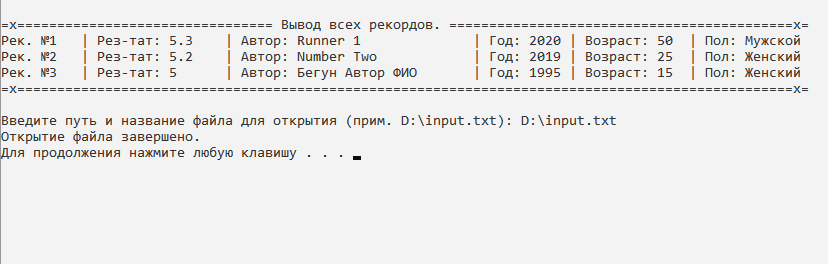 =x================================ Вывод всех рекордов. ===========================================x=
Рек. №1   | Рез-тат: 5.3    | Автор: Runner 1              | Год: 2020 | Возраст: 50  | Пол: Мужской
Рек. №2   | Рез-тат: 5.2    | Автор: Number Two            | Год: 2019 | Возраст: 25  | Пол: Женский
Рек. №3   | Рез-тат: 5      | Автор: Бегун Автор ФИО       | Год: 1995 | Возраст: 15  | Пол: Женский
=x=================================================================================================x=
Введите путь и название файла для открытия (прим. D:\input.txt): D:\input.txt
Открытие файла завершено.
Для продолжения нажмите любую клавишу . . .